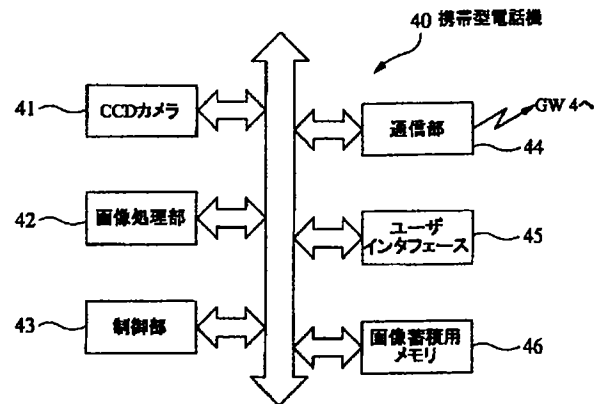 40 携帯型電話機
41
CCDカメラ
通信部
GW 4へ
44
42
画像処理部
ユーザ
インタフェース
45
43
制御部
画像蓄積用
メモリ
46